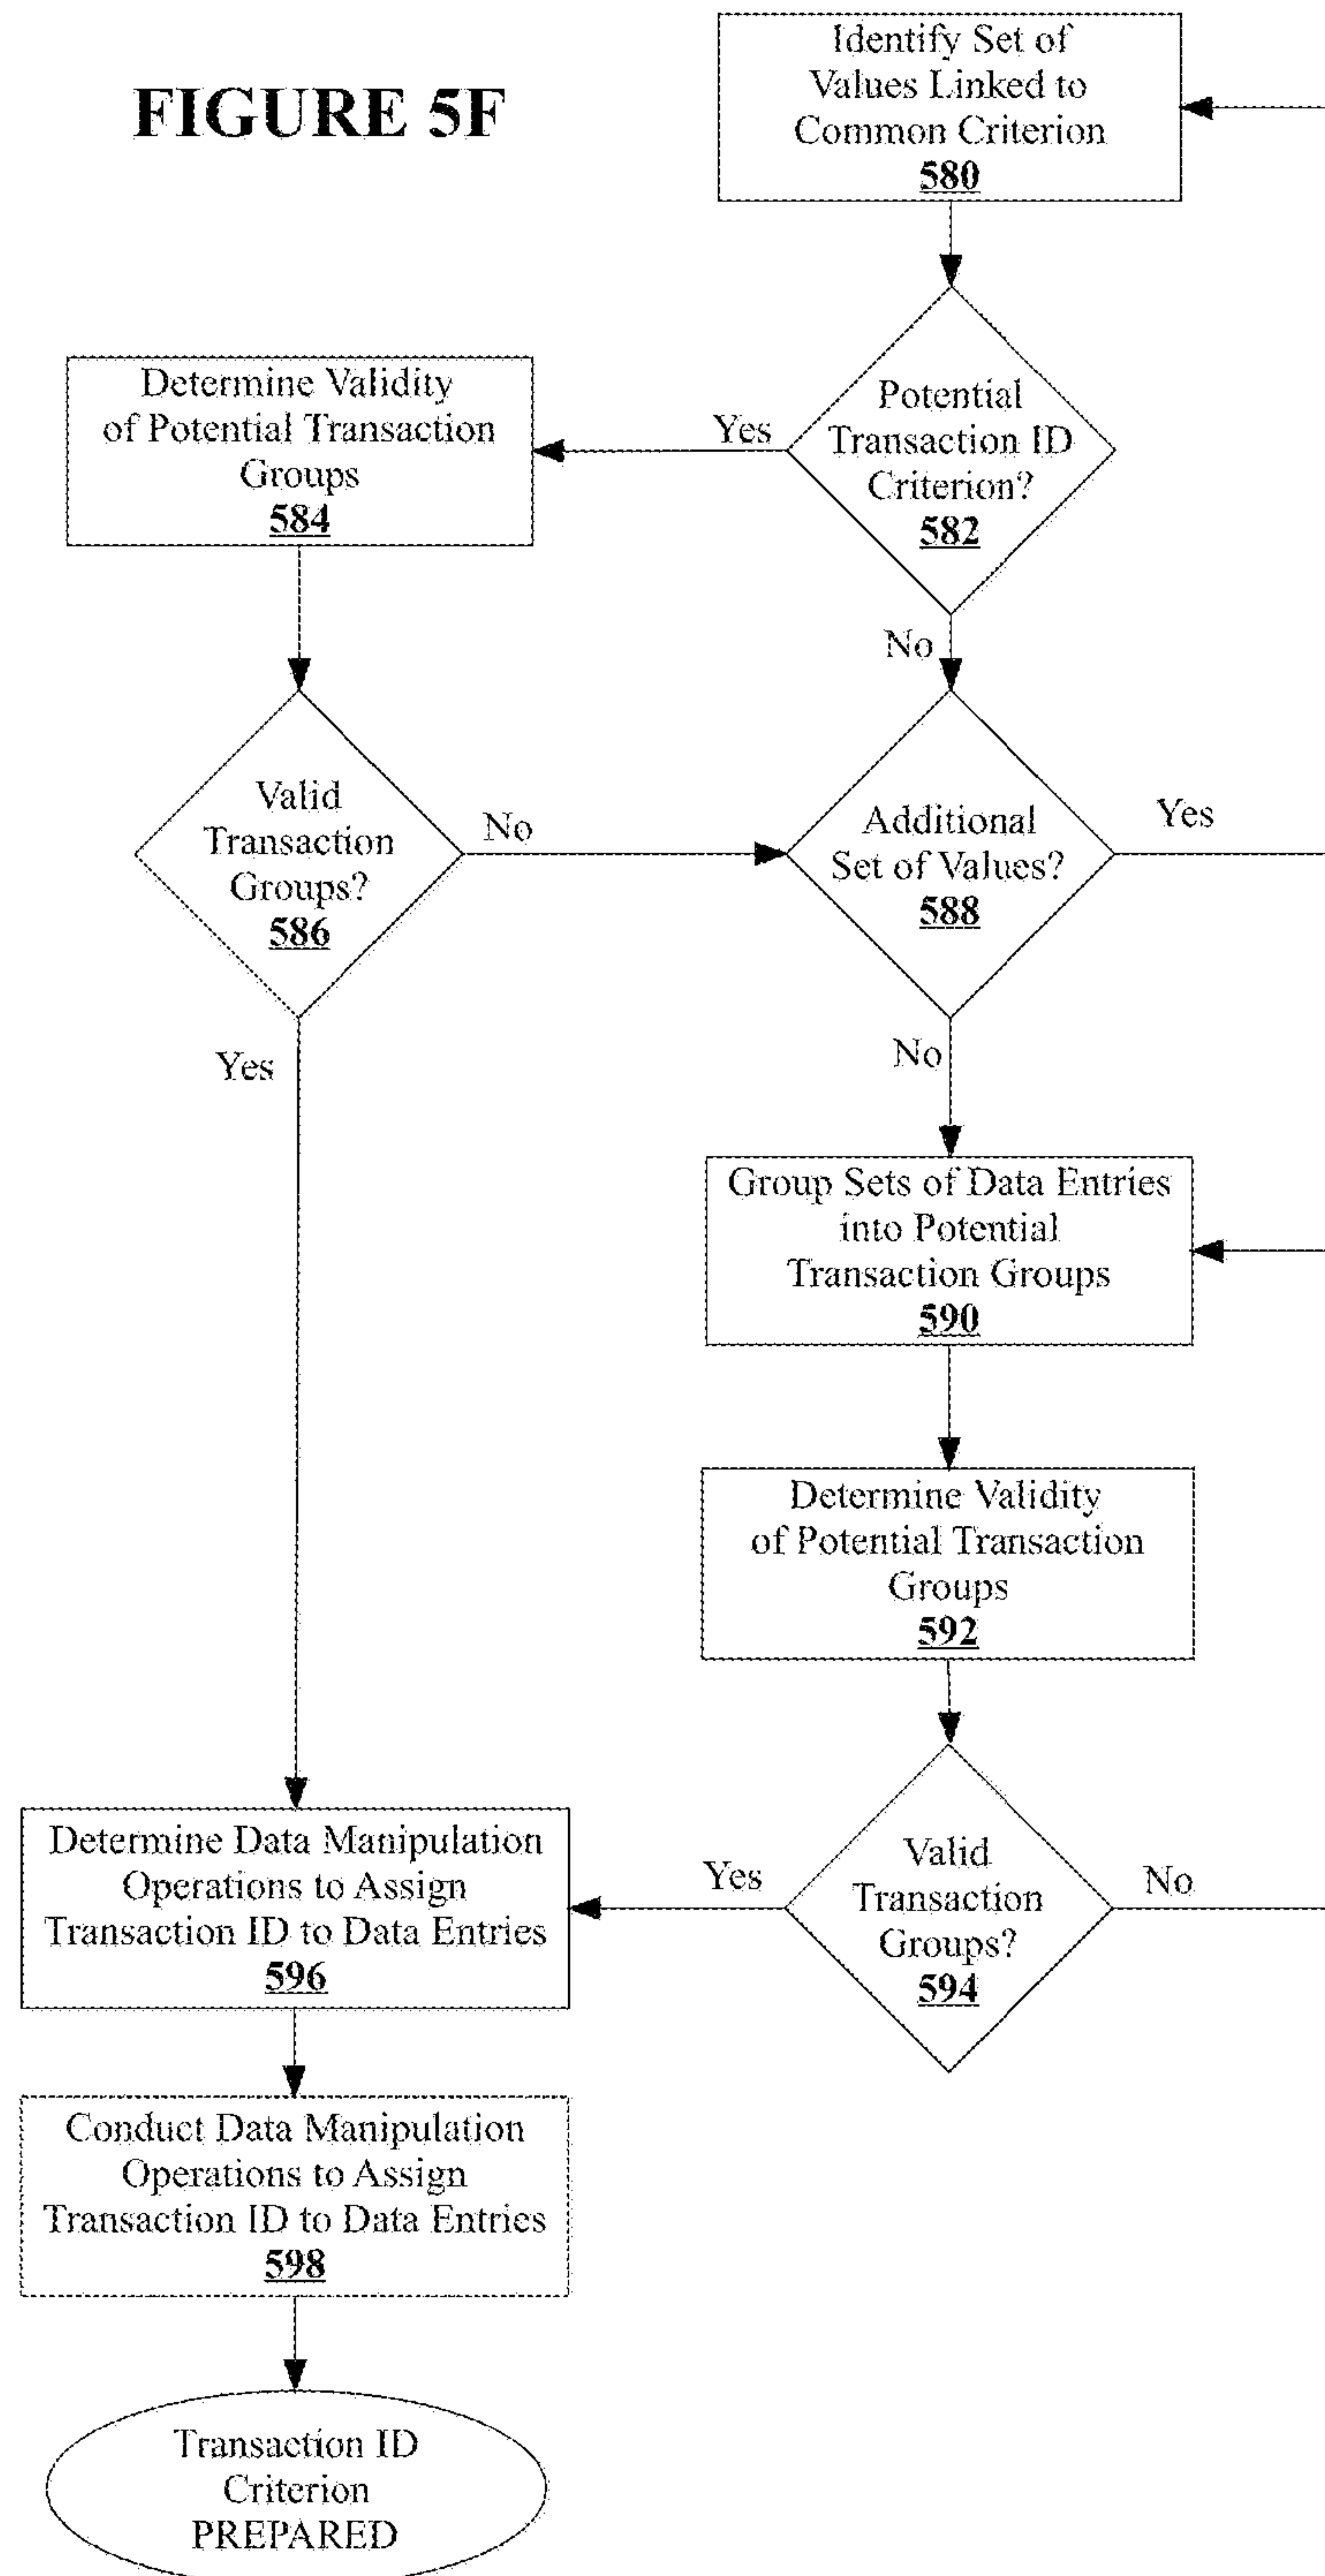 FIGURE 5F
Identify Set of
Values Linked to
Common Criterion
580
Potential
Transaction ID
Criterion?
582
Yes
No
Determine Validity
of Potential Transaction
Groups
584
Valid
Transaction
Groups?
586
No
Yes
Additional
Set of Values?
588
Yes
No
Group Sets of Data Entries
into Potential
Transaction Groups
590
Determine Validity
of Potential Transaction
Groups
592
Valid
Transaction
Groups?
594
Yes
No
Determine Data Manipulation
Operations to Assign
Transaction ID to Data Entries
596
Conduct Data Manipulation
Operations to Assign
Transaction ID to Data Entries
598
Transaction ID
Criterion
PREPARED